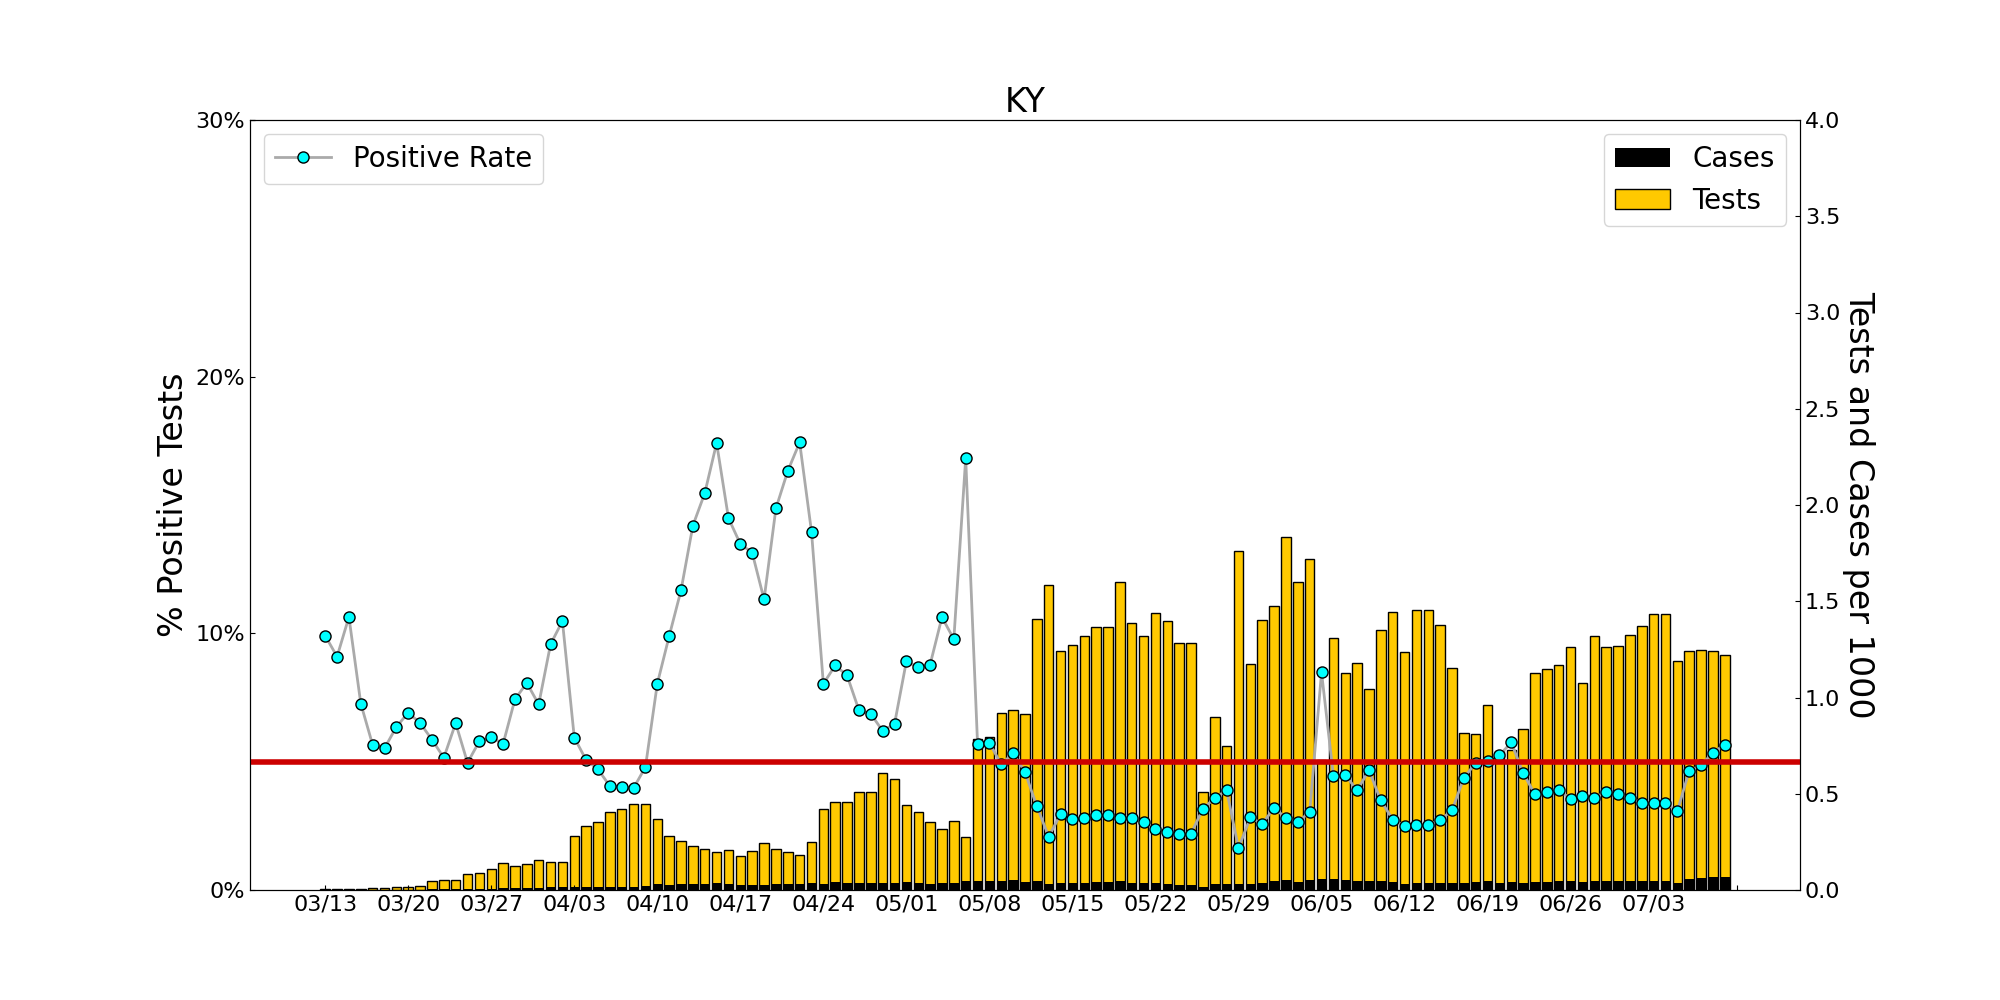 KY
30%
20%
10%
0%
% Positive Tests
Positive Rate
Cases
Tests
4.0
3.5
3.0
2.5
2.0
1.5
1.0
0.5
0.0
Tests and Cases per 1000
03/13 03/20 03/27 04/03 04/10 04/17 04/24 05/01 05/08 05/15 05/22 05/29 06/05 06/12 06/19 06/26 07/03